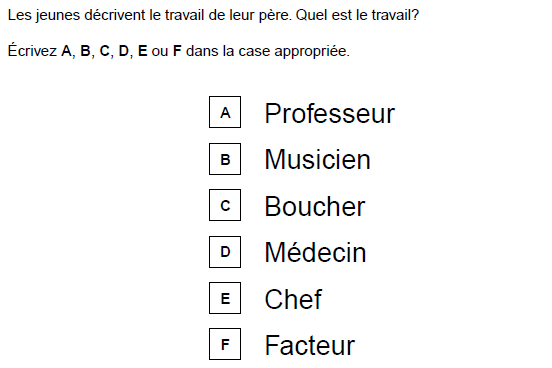 Les jeunes décrivent le travail de leur père. Quel est le travail?
Écrivez A, B, C, D, E ou F dans la case appropriée.
A Professeur
B Musicien
C Boucher
D Médecin
E Chef
F Facteur